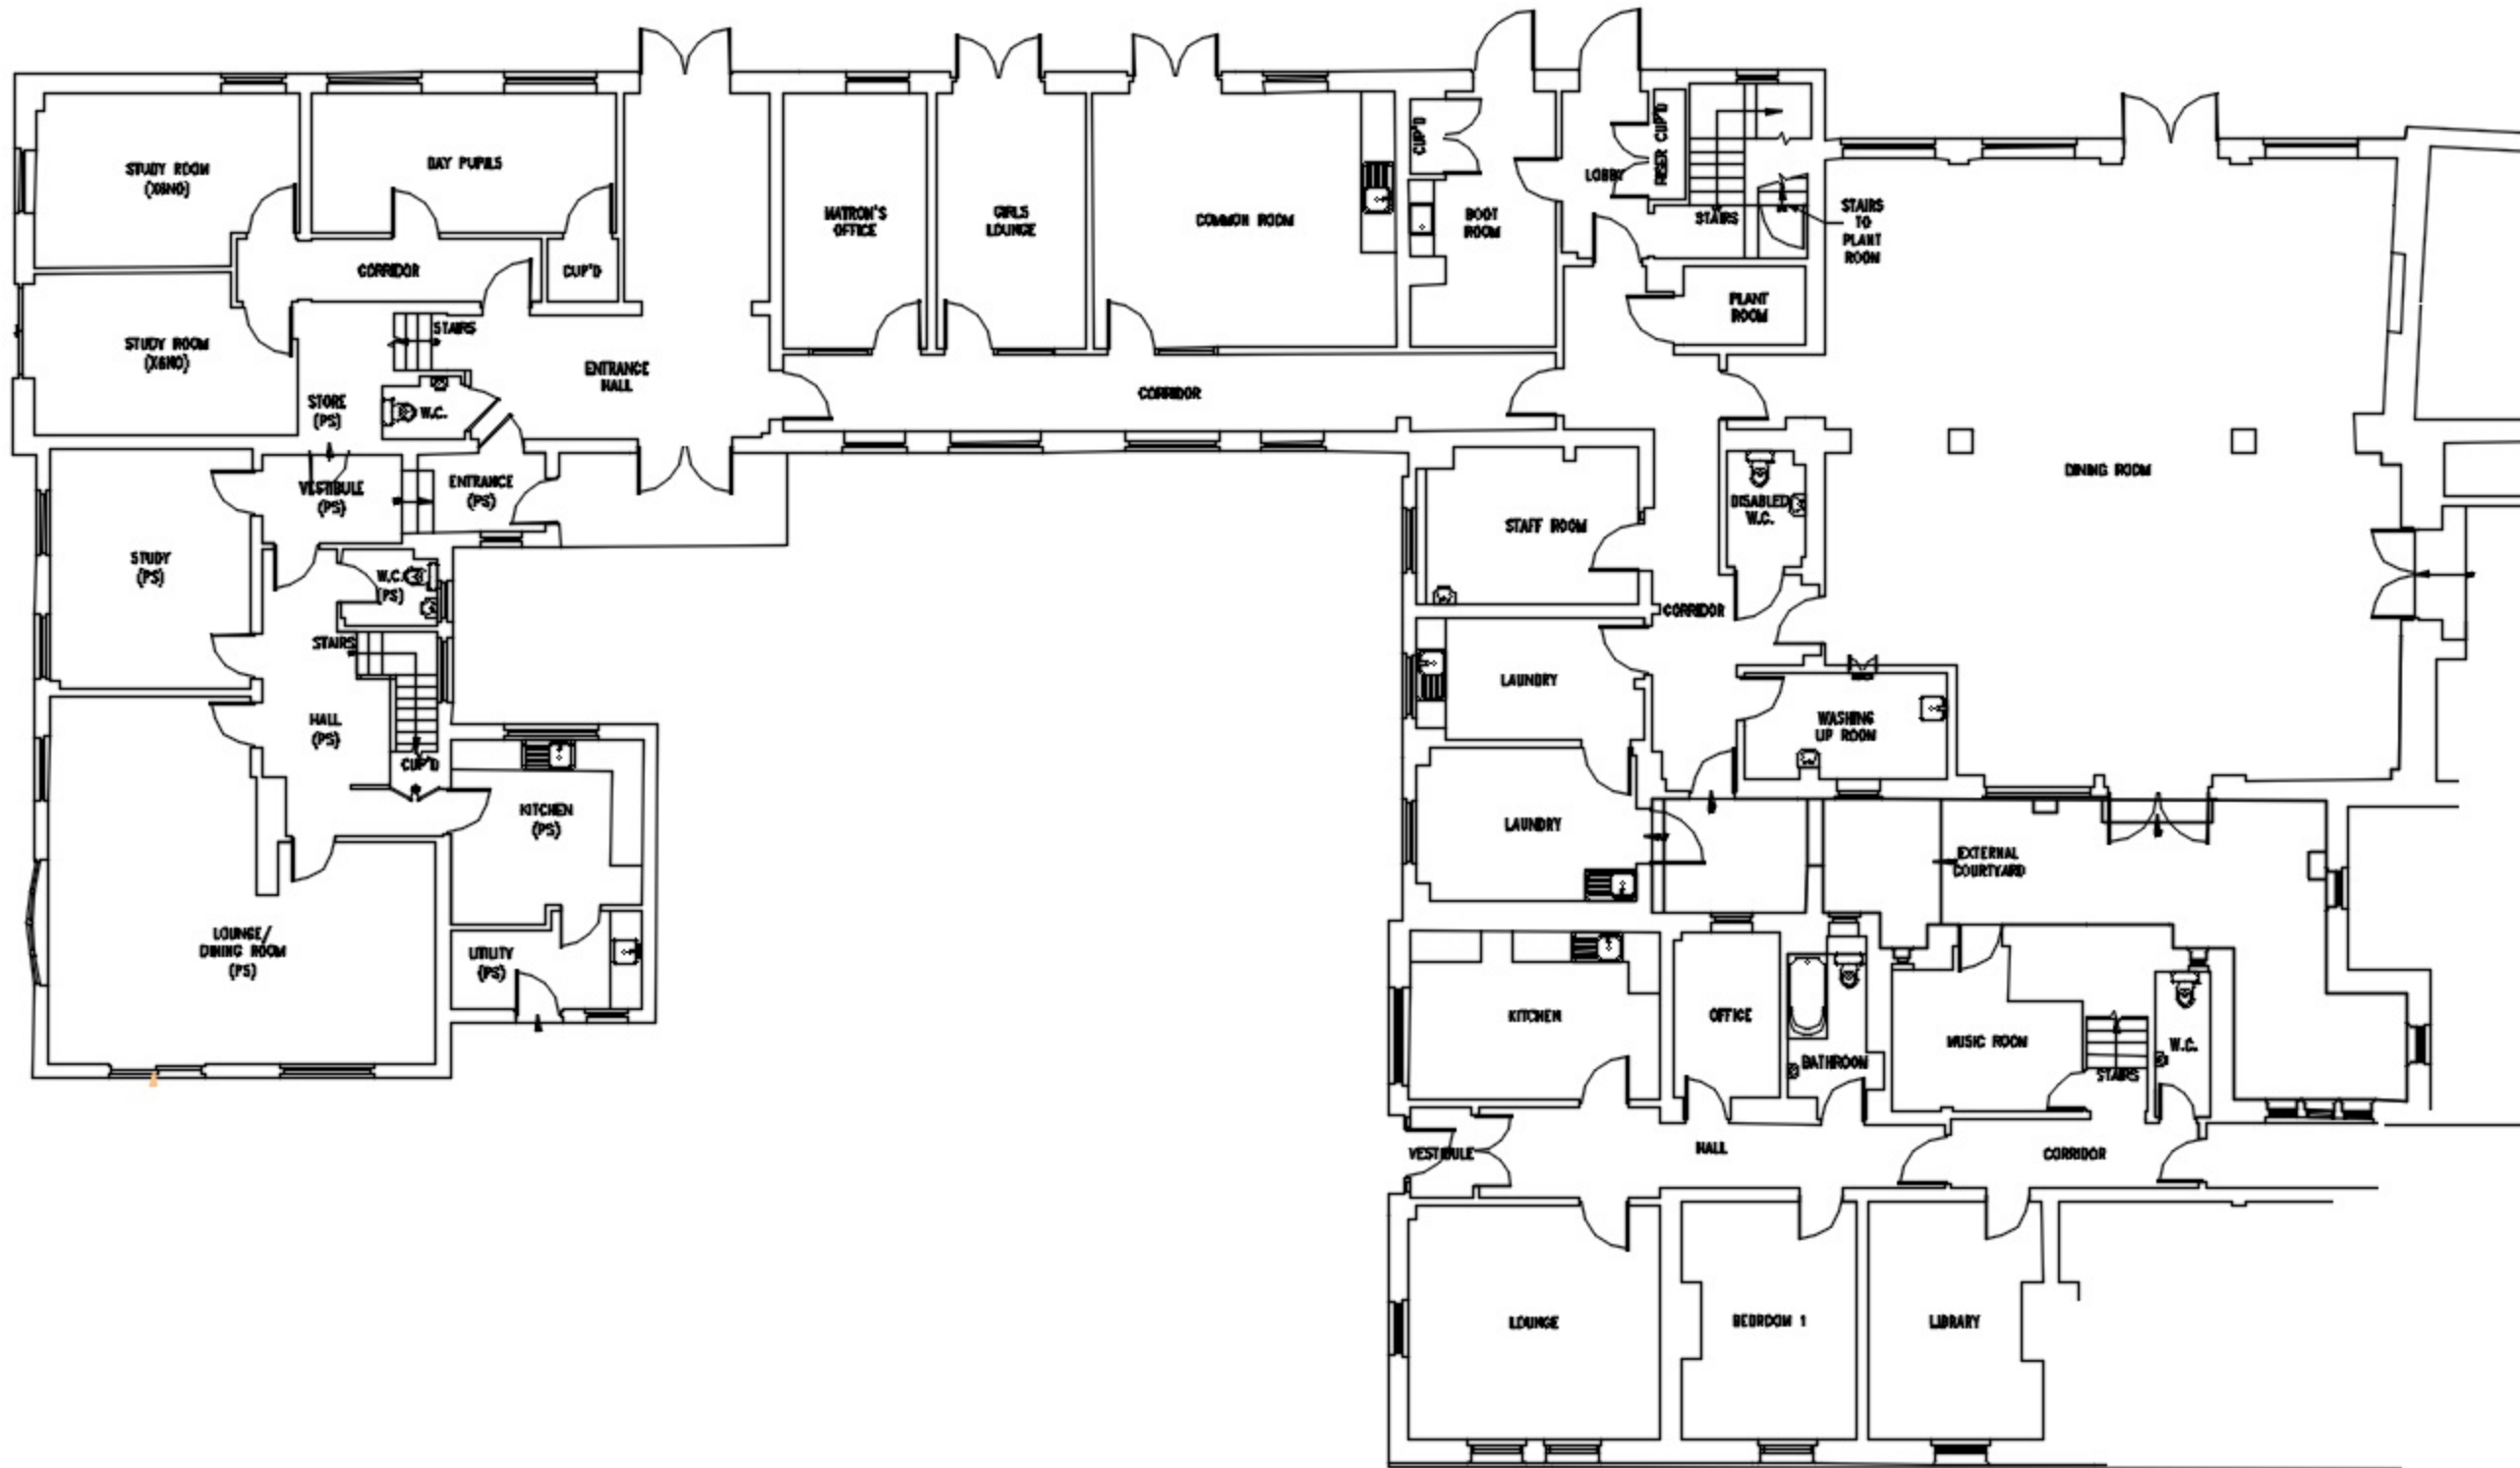 STUDY ROOM
DAY PUPILS
MATRON'S
OFFICE
GIRLS
LOUNGE
COMMON ROOM
CUP'D
BOOT
ROOM
LOBBY
RISER CUP'D
STAIRS
STAIRS
TO
PLANT
ROOM
CORRIDOR
CUP'D
PLANT
ROOM
STAIRS
STUDY ROOM
ENTRANCE
HALL
CORRIDOR
STORE
(PS)
W.C.
DINING ROOM
VESTIBULE
(PS)
ENTRANCE
(PS)
STAFF ROOM
DISABLED
W.C.
STUDY
(PS)
W.C.
(PS)
CORRIDOR
STAIRS
LAUNDRY
HALL
(PS)
WASHING
UP ROOM
CUP'D
KITCHEN
(PS)
LAUNDRY
EXTERNAL
COURTYARD
LOUNGE/
DINING ROOM
(PS)
UTILITY
(PS)
KITCHEN
OFFICE
BATHROOM
MUSIC ROOM
STAIRS
W.C.
VESTIBULE
HALL
CORRIDOR
LOUNGE
BEDROOM 1
LIBRARY